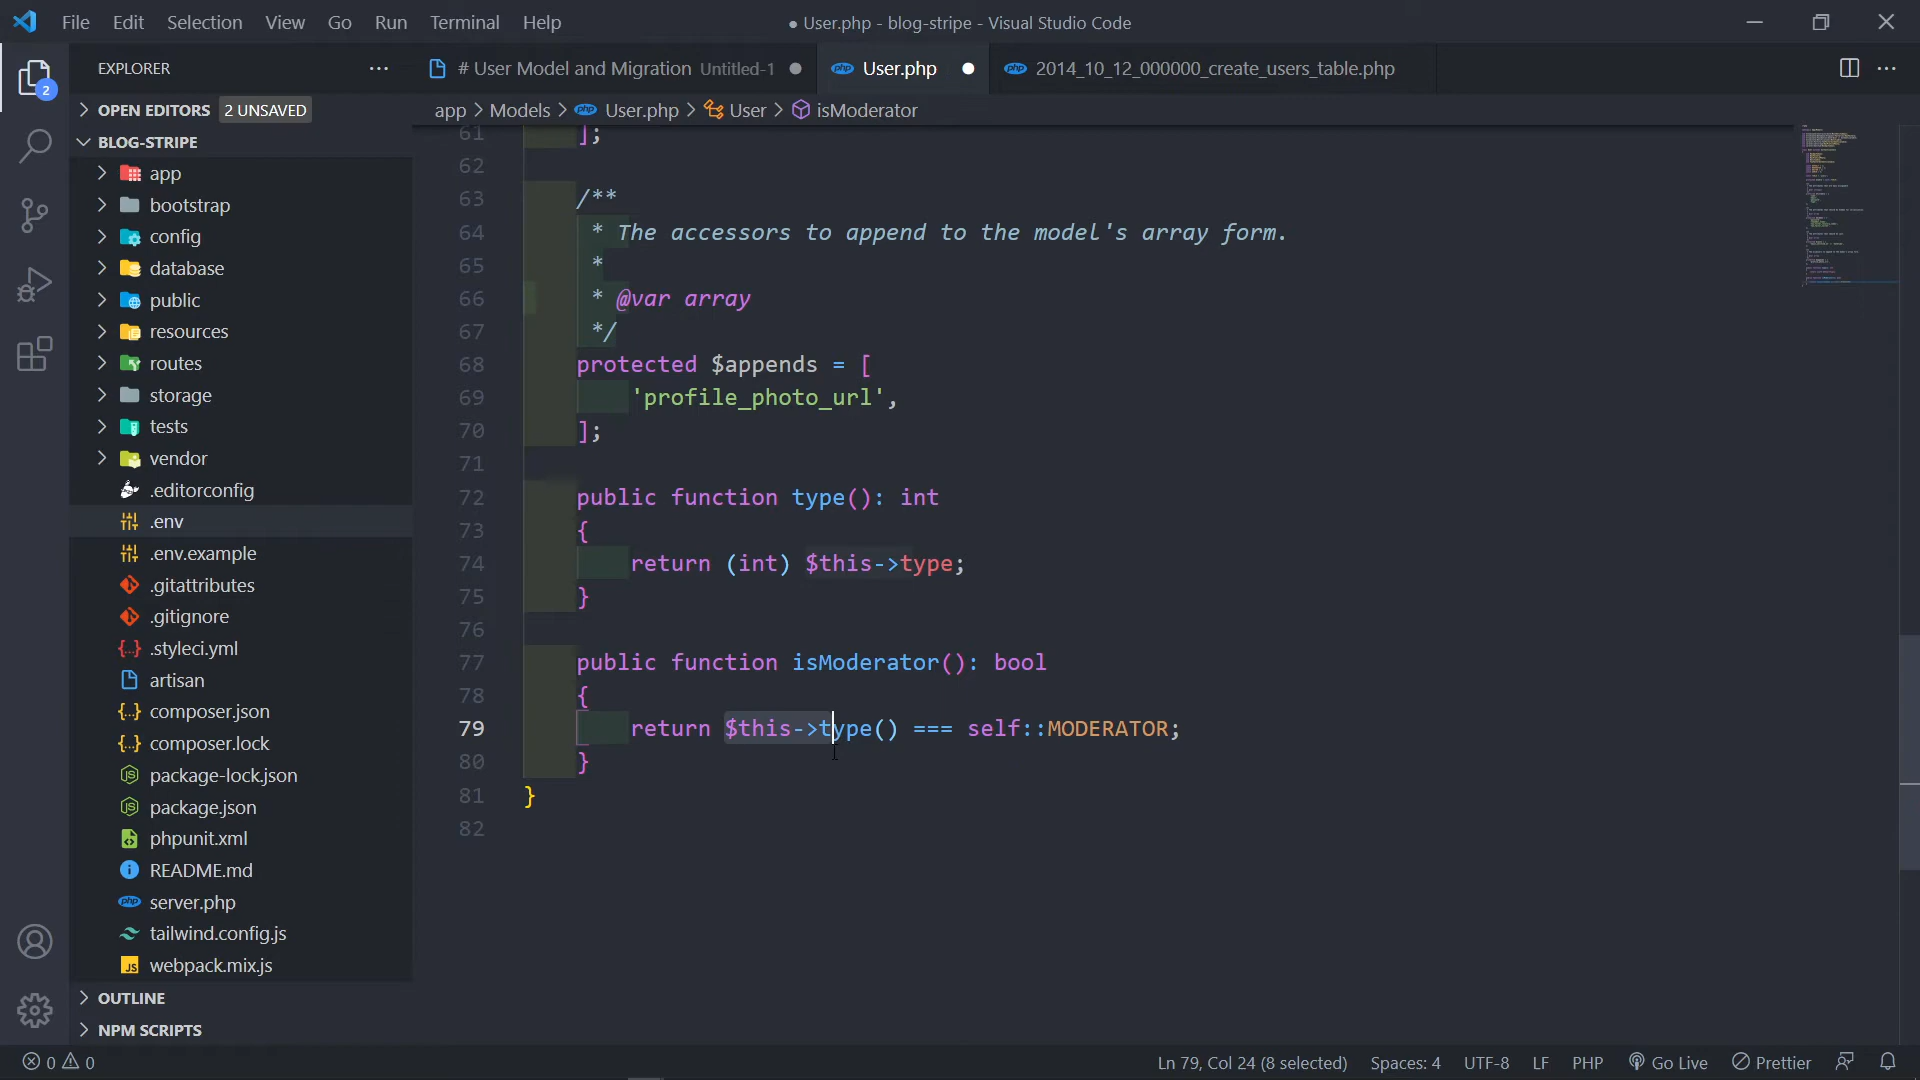 File Edit Selection View Go Run Terminal Help
● User.php - blog-stripe - Visual Studio Code
EXPLORER
# User Model and Migration Untitled-1
php User.php
php 2014_10_12_000000_create_users_table.php
2
OPEN EDITORS 2 UNSAVED
app > Models > php User.php > User > isModerator
BLOG-STRIPE
app
bootstrap
config
database
public
resources
routes
storage
tests
vendor
.editorconfig
.env
.env.example
.gitattributes
.gitignore
.styleci.yml
artisan
composer.json
composer.lock
package-lock.json
package.json
phpunit.xml
README.md
php server.php
tailwind.config.js
JS webpack.mix.js
OUTLINE
NPM SCRIPTS
61 ];
62
63 /**
64 * The accessors to append to the model's array form.
65 *
66 * @var array
67 */
68 protected $appends = [
69 'profile_photo_url',
70 ];
71
72 public function type(): int
73 {
74 return (int) $this->type;
75 }
76
77 public function isModerator(): bool
78 {
79 return $this->type() === self::MODERATOR;
80 }
81 }
82
0 0
Ln 79, Col 24 (8 selected) Spaces: 4 UTF-8 LF PHP Go Live Prettier